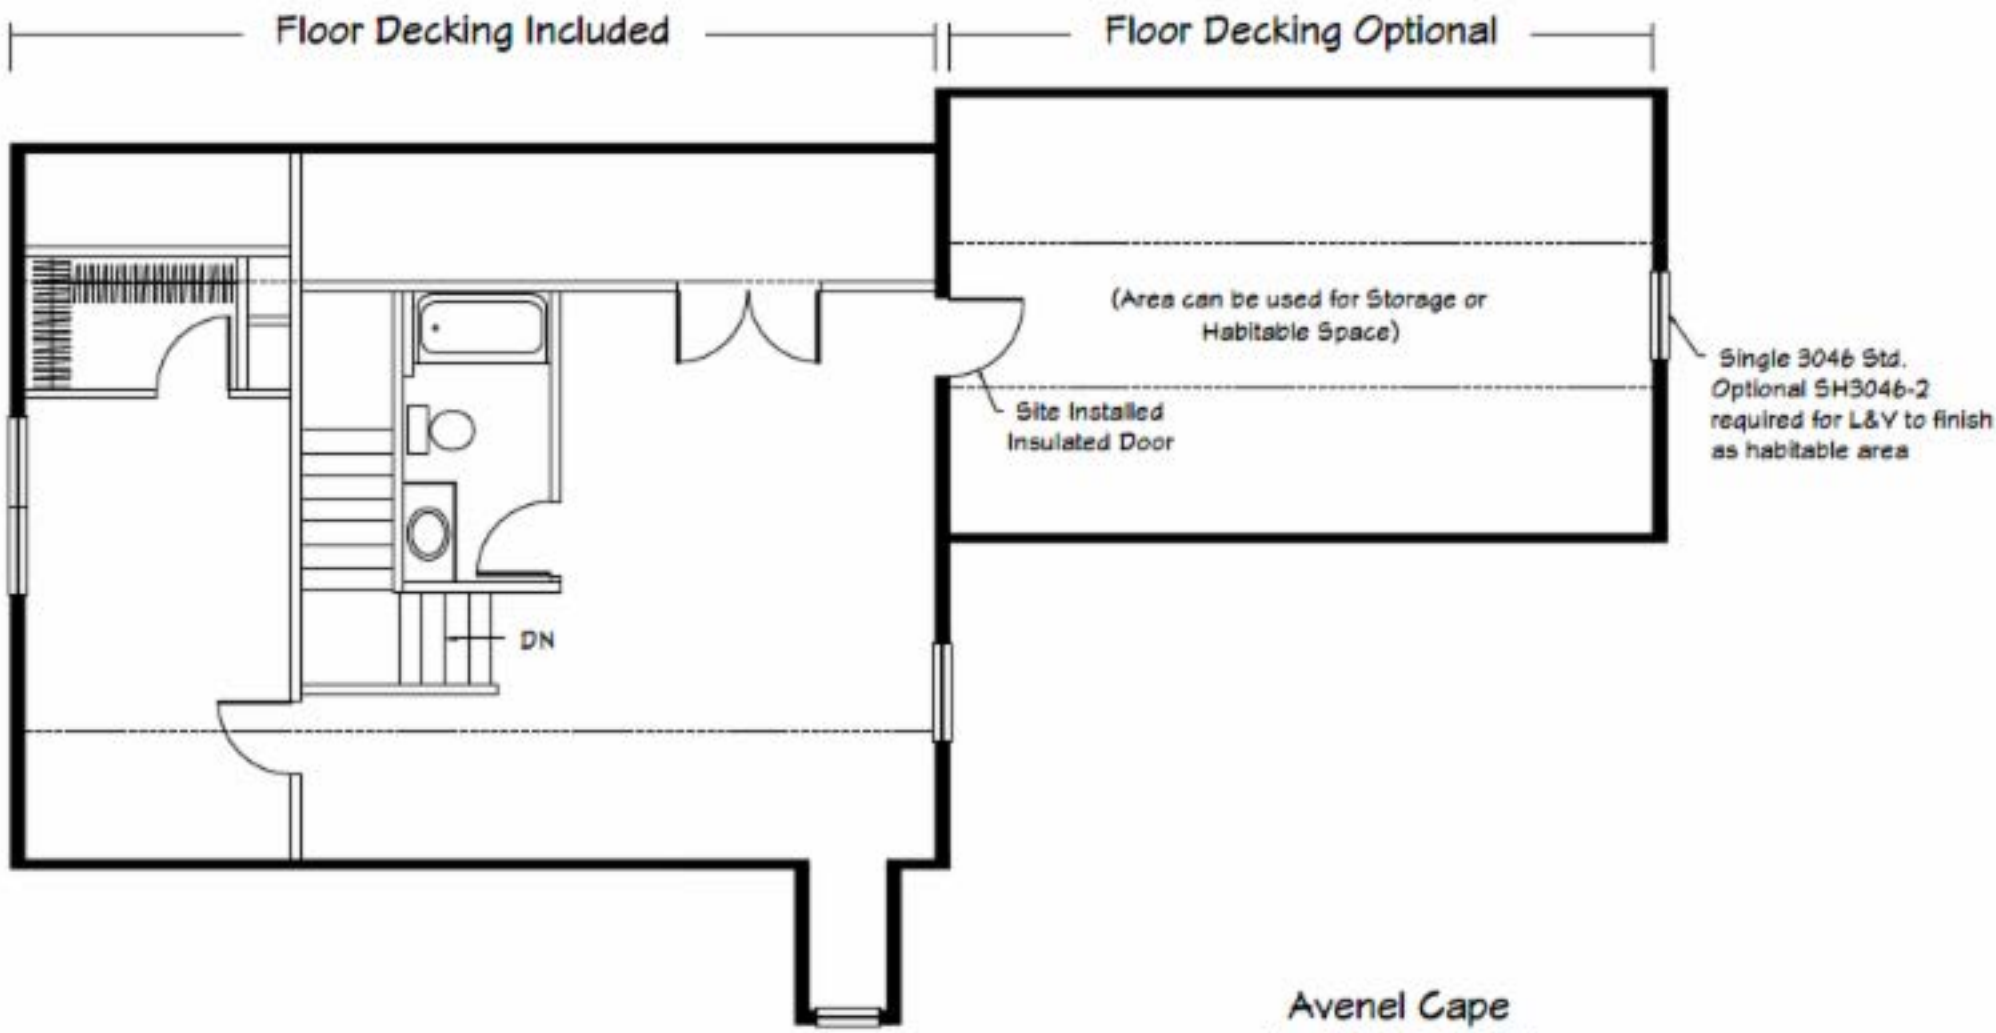 Floor Decking Included
Floor Decking Optional
(Area can be used for Storage or
Habitable Space)
Single 3046 Std.
Optional SH3046-2
required for L&Y to finish
as habitable area
Site Installed
Insulated Door
DN
Avenel Cape